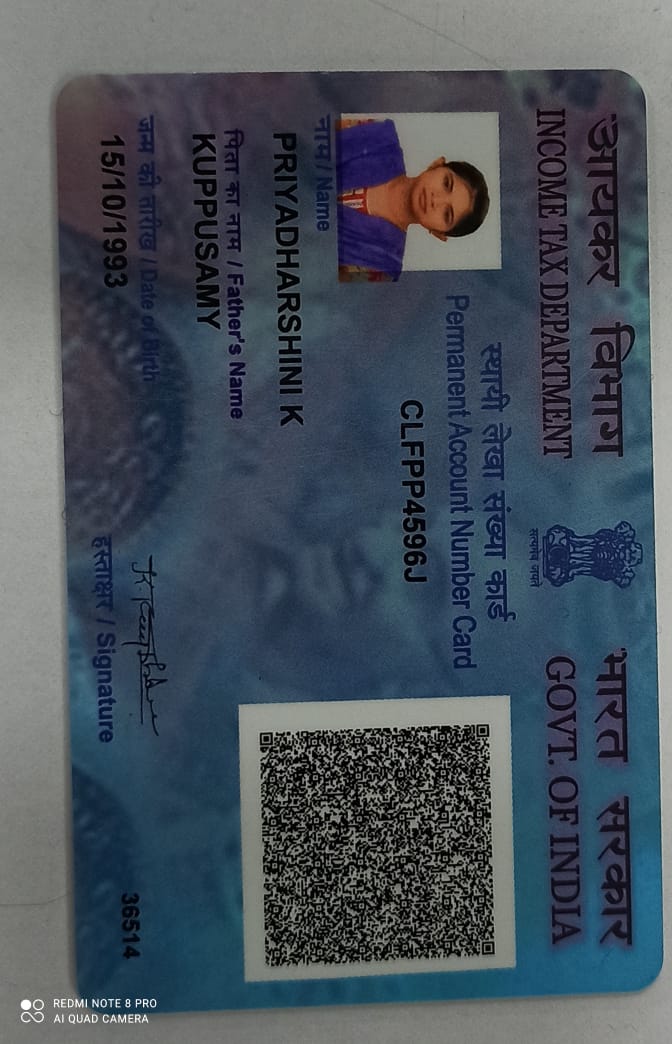 आयकर विभाग
INCOME TAX DEPARTMENT
सत्यमेव जयते
भारत सरकार
GOVT. OF INDIA
स्थायी लेखा संख्या कार्ड
Permanent Account Number Card
CLFPP4596J
नाम / Name
PRIYADHARSHINI K
पिता का नाम / Father's Name
KUPPUSAMY
जन्म की तारीख / Date of Birth
15/10/1993
हस्ताक्षर / Signature
36514
REDMI NOTE 8 PRO
AI QUAD CAMERA